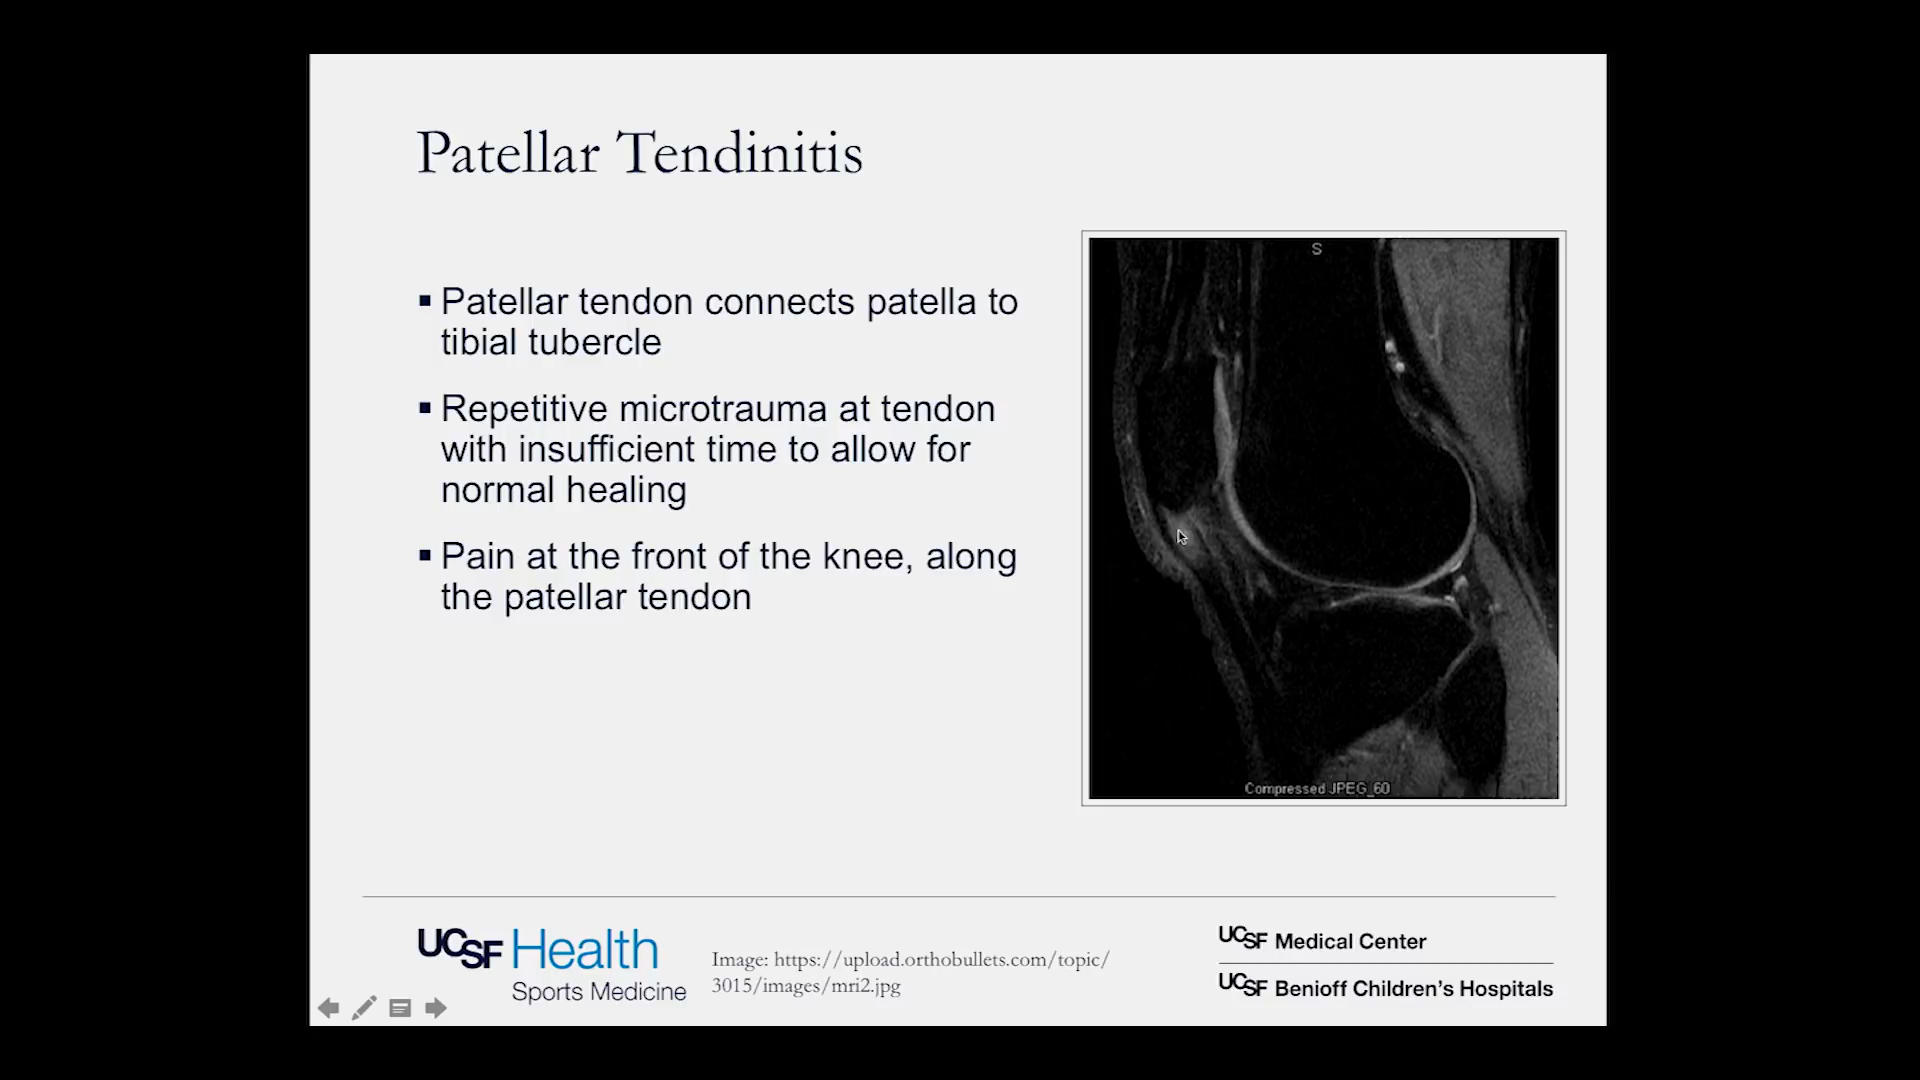 Patellar Tendinitis
▪ Patellar tendon connects patella to
tibial tubercle
▪ Repetitive microtrauma at tendon
with insufficient time to allow for
normal healing
▪ Pain at the front of the knee, along
the patellar tendon
S
Compressed JPEG_60
UCSF Health
Sports Medicine
Image: https://upload.orthobullets.com/topic/
3015/images/mri2.jpg
UCSF Medical Center
UCSF Benioff Children's Hospitals